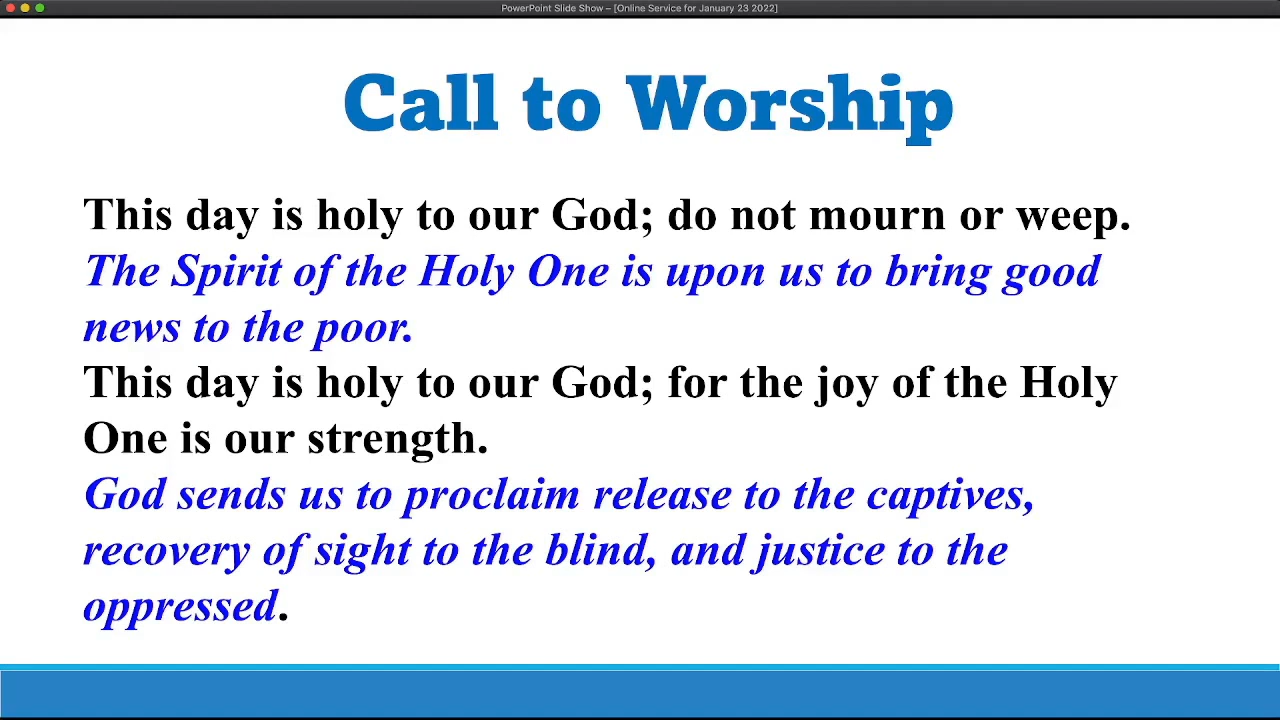 PowerPoint Slide Show – [Online Service for January 23 2022]
Call to Worship
This day is holy to our God; do not mourn or weep.
The Spirit of the Holy One is upon us to bring good
news to the poor.
This day is holy to our God; for the joy of the Holy
One is our strength.
God sends us to proclaim release to the captives,
recovery of sight to the blind, and justice to the
oppressed.